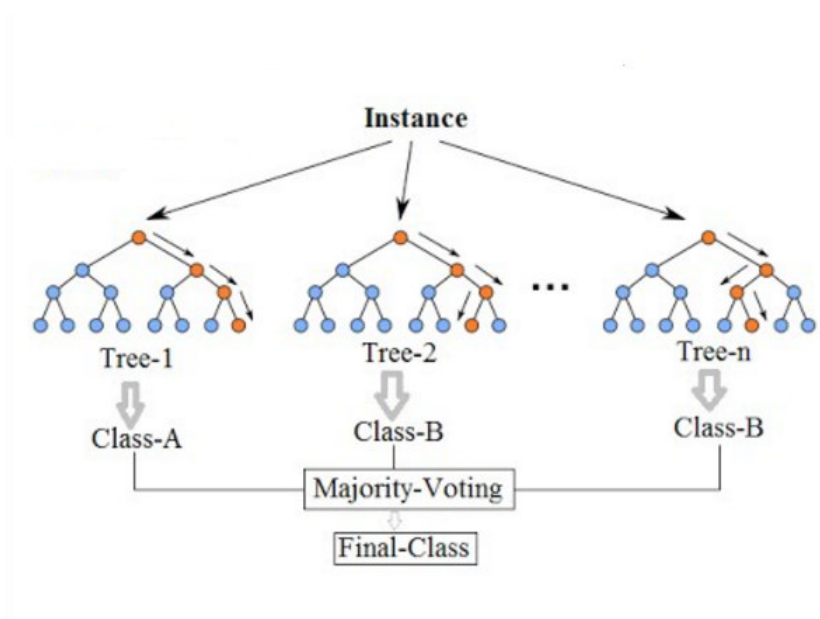 Instance
...
Tree-1
Tree-2
Tree-n
Class-A
Class-B
Class-B
Majority-Voting
Final-Class